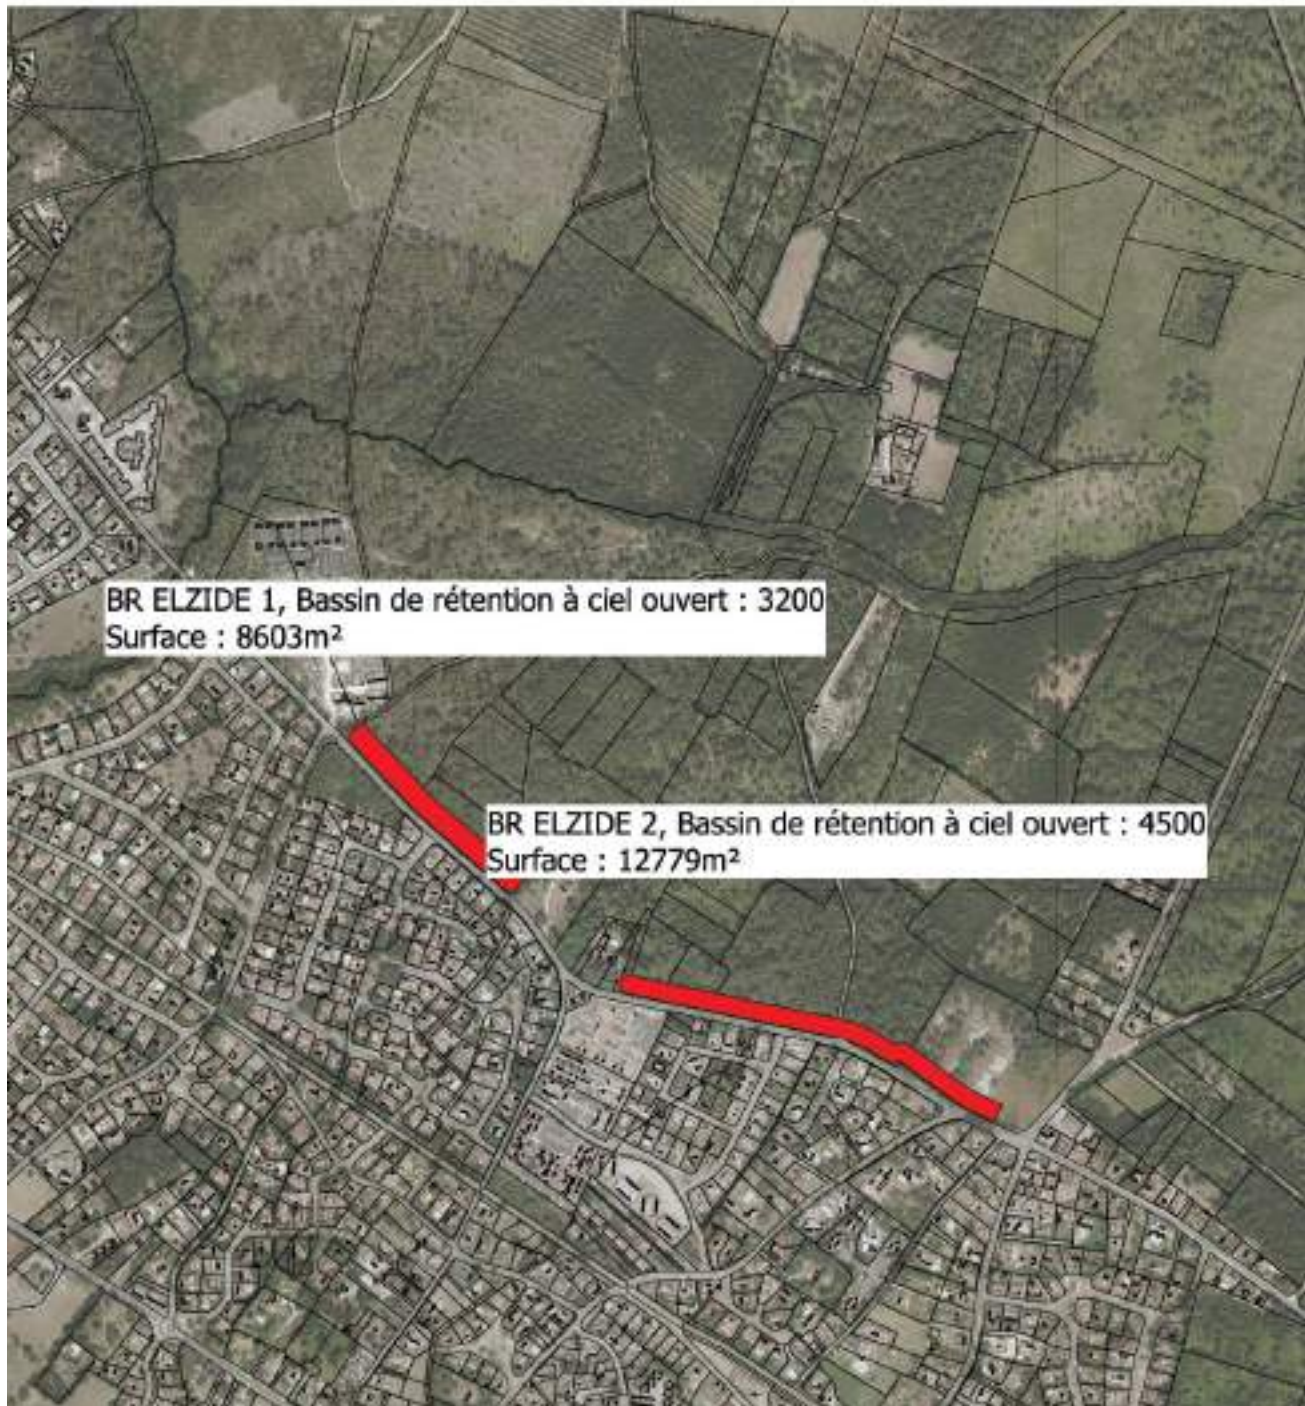 BR ELZIDE 1, Bassin de rétention à ciel ouvert : 3200
Surface : 8603m²
BR ELZIDE 2, Bassin de rétention à ciel ouvert : 4500
Surface : 12779m²